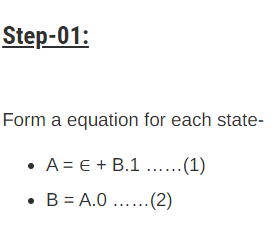 Step-01:
Form a equation for each state-
• A = ∈ + B.1 ……(1)
• B = A.0 ……(2)